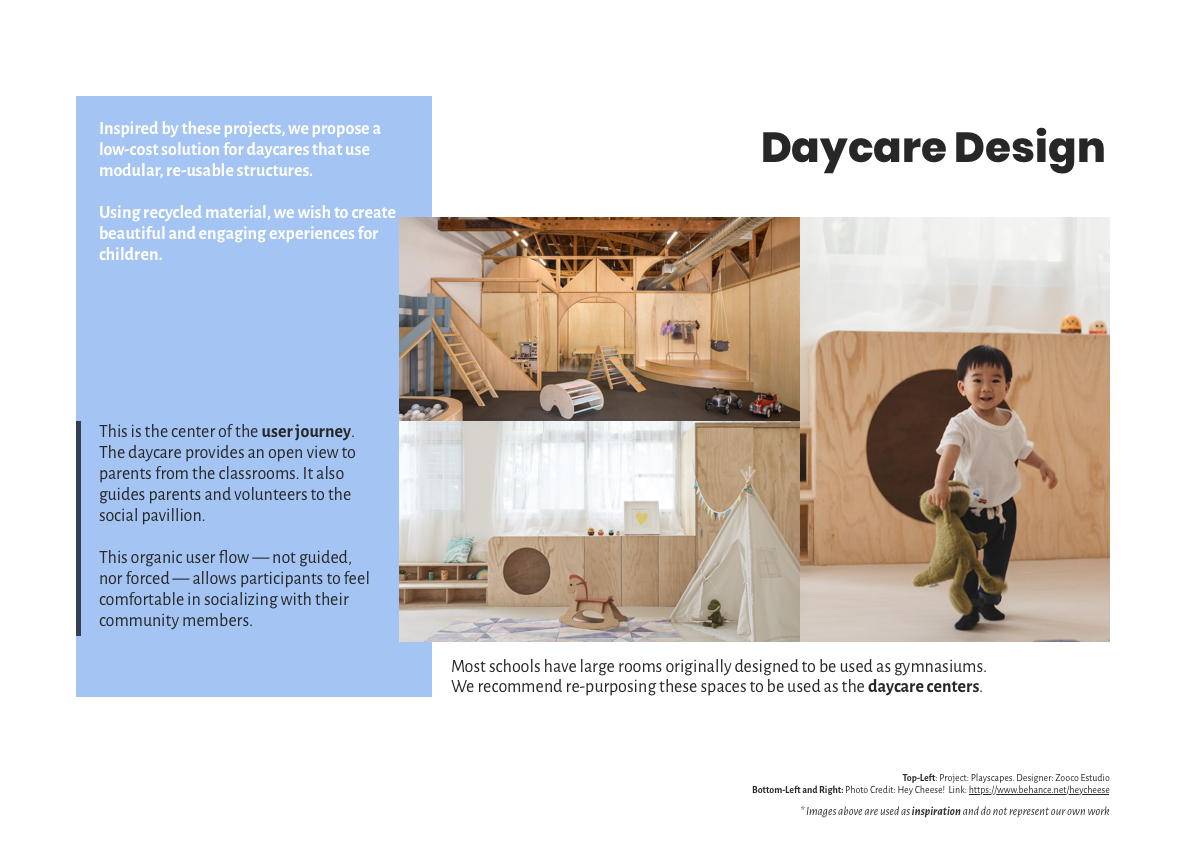 Daycare Design
Inspired by these projects, we propose a
low-cost solution for daycares that use
modular, re-usable structures.
Using recycled material, we wish to create
beautiful and engaging experiences for
children.
This is the center of the user journey.
The daycare provides an open view to
parents from the classrooms. It also
guides parents and volunteers to the
social pavillion.
This organic user flow — not guided,
nor forced — allows participants to feel
comfortable in socializing with their
community members.
Most schools have large rooms originally designed to be used as gymnasiums.
We recommend re-purposing these spaces to be used as the daycare centers.
Top-Left: Project: Playscapes. Designer: Zooco Estudio
Bottom-Left and Right: Photo Credit: Hey Cheese! Link: https://www.behance.net/heycheese
* Images above are used as inspiration and do not represent our own work